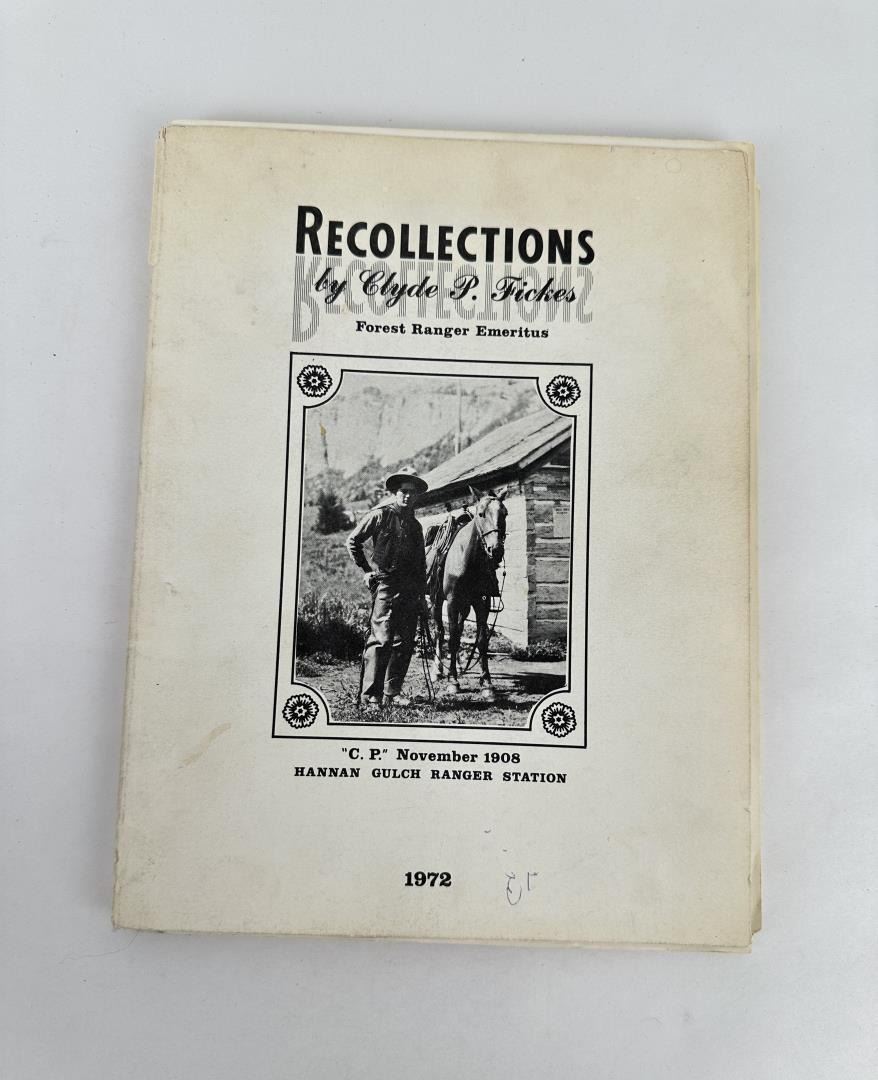 RECOLLECTIONS
by Clyde P. Fickes
Forest Ranger Emeritus
"C. P." November 1908
HANNAN GULCH RANGER STATION
1972